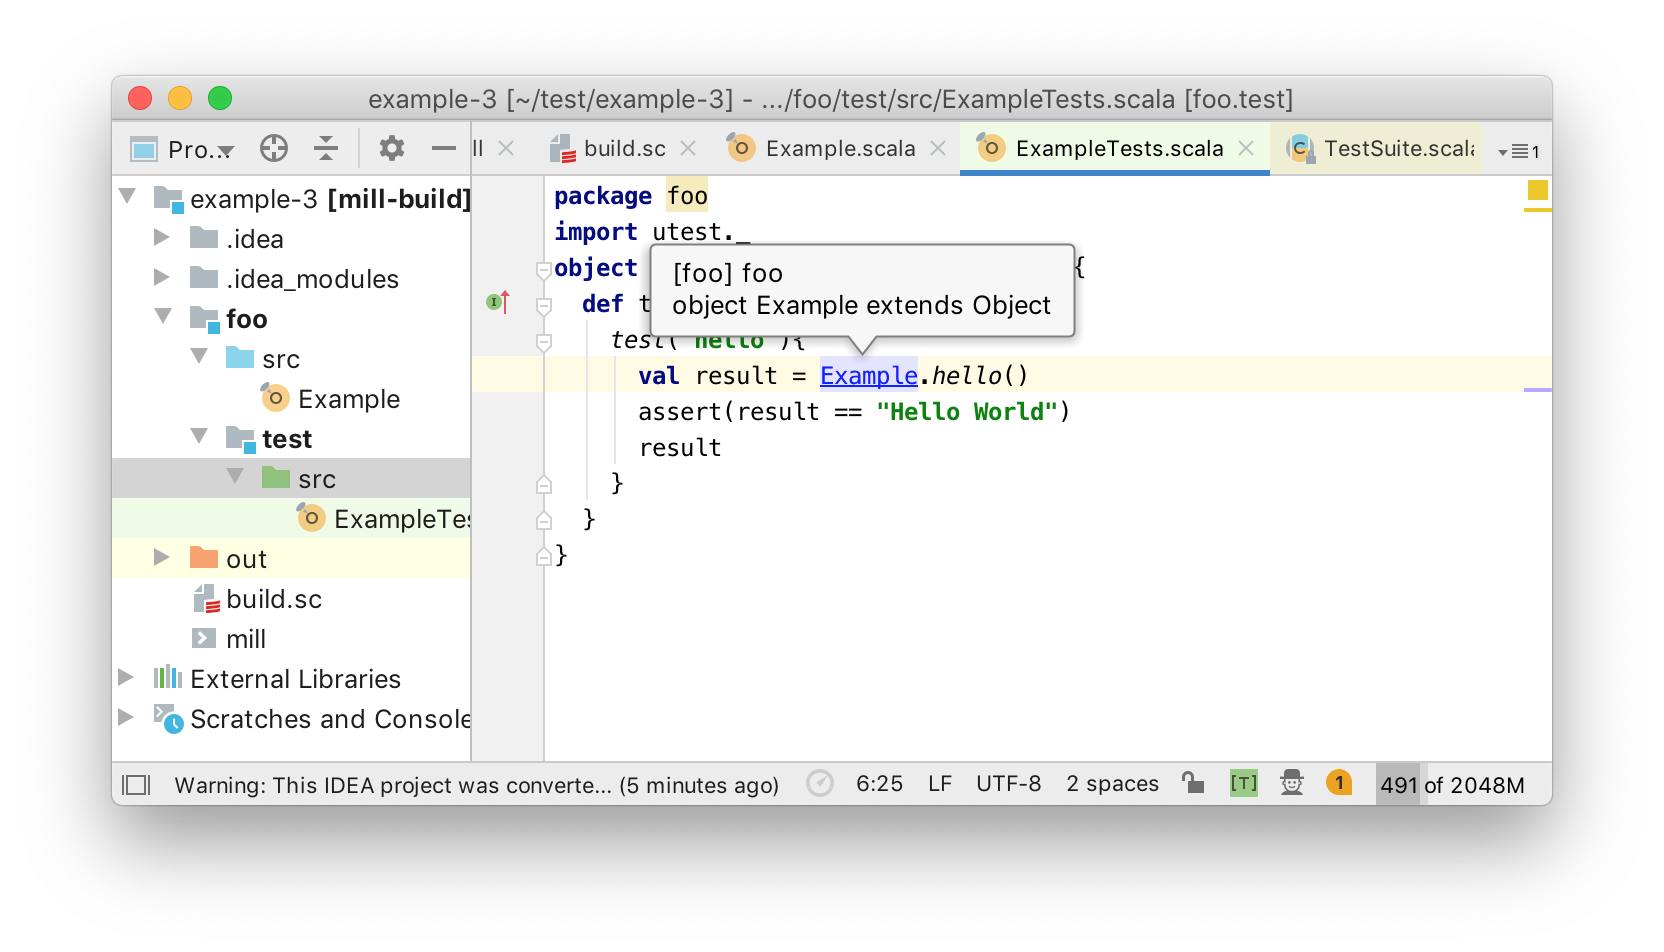 example-3 [~/test/example-3] - .../foo/test/src/ExampleTests.scala [foo.test]
Pro...
ll
build.sc
Example.scala
ExampleTests.scala
TestSuite.scala
1
example-3 [mill-build]
.idea
.idea_modules
foo
src
Example
test
src
ExampleTes
out
build.sc
mill
External Libraries
Scratches and Console
package foo
import utest._
object {
[foo] foo
object Example extends Object
def t
test("hello"){
val result = Example.hello()
assert(result == "Hello World")
result
}
}
}
Warning: This IDEA project was converte... (5 minutes ago)
6:25 LF UTF-8 2 spaces [T] 1 491 of 2048M